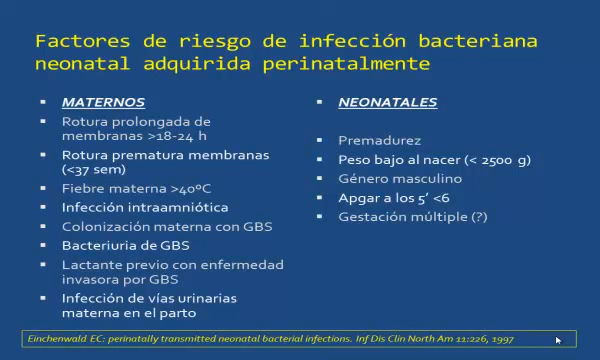 Factores de riesgo de infección bacteriana
neonatal adquirida perinatalmente
MATERNOS
Rotura prolongada de
membranas >18-24 h
Rotura prematura membranas
(<37 sem)
Fiebre materna >40ºC
Infección intraamniótica
Colonización materna con GBS
Bacteriuria de GBS
Lactante previo con enfermedad
invasora por GBS
Infección de vías urinarias
materna en el parto
NEONATALES
Premadurez
Peso bajo al nacer (< 2500 g)
Género masculino
Apgar a los 5’ <6
Gestación múltiple (?)
Einchenwald EC: perinatally transmitted neonatal bacterial infections. Inf Dis Clin North Am 11:226, 1997